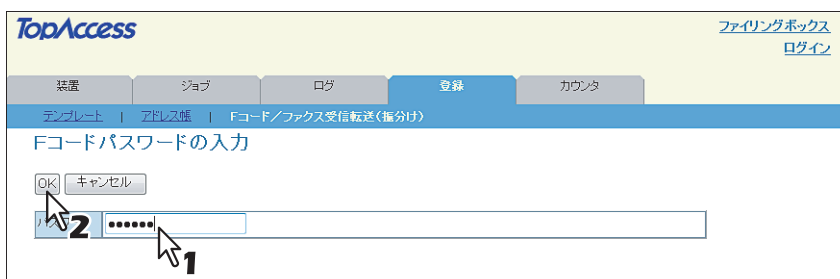 TopAccess
ファイリングボックス
ログイン
装置 ジョブ ログ 登録 カウンタ
テンプレート | アドレス帳 | Fコード/ファクス受信転送(振分け)
Fコードパスワードの入力
OK キャンセル
2
●●●●●●
1